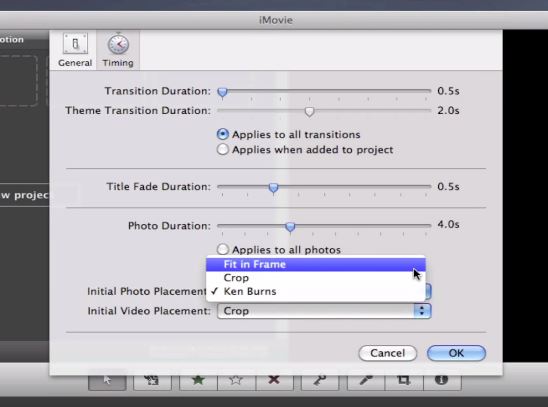 iMovie
otion
General
Timing
Transition Duration: 0.5s
Theme Transition Duration: 2.0s
Applies to all transitions
Applies when added to project
w project
Title Fade Duration: 0.5s
Photo Duration: 4.0s
Applies to all photos
Fit in Frame
Crop
Initial Photo Placement ✓ Ken Burns
Initial Video Placement: Crop
Cancel
OK